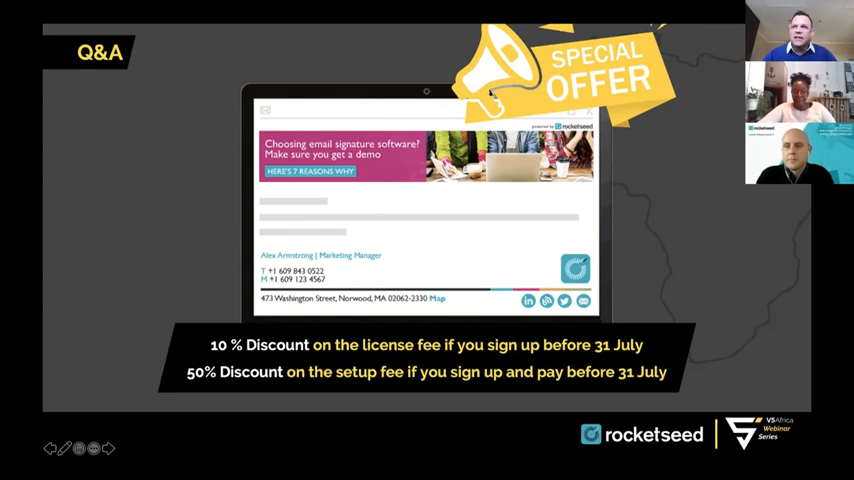 Q&A
SPECIAL
OFFER
powered by rocketseed
Choosing email signature software?
Make sure you get a demo
HERE'S 7 REASONS WHY
Alex Armstrong | Marketing Manager
T +1 609 843 0522
M +1 609 123 4567
473 Washington Street, Norwood, MA 02062-2330 Map
10 % Discount on the license fee if you sign up before 31 July
50% Discount on the setup fee if you sign up and pay before 31 July
rocketseed
VSAfrica
Webinar
Series
rocketseed